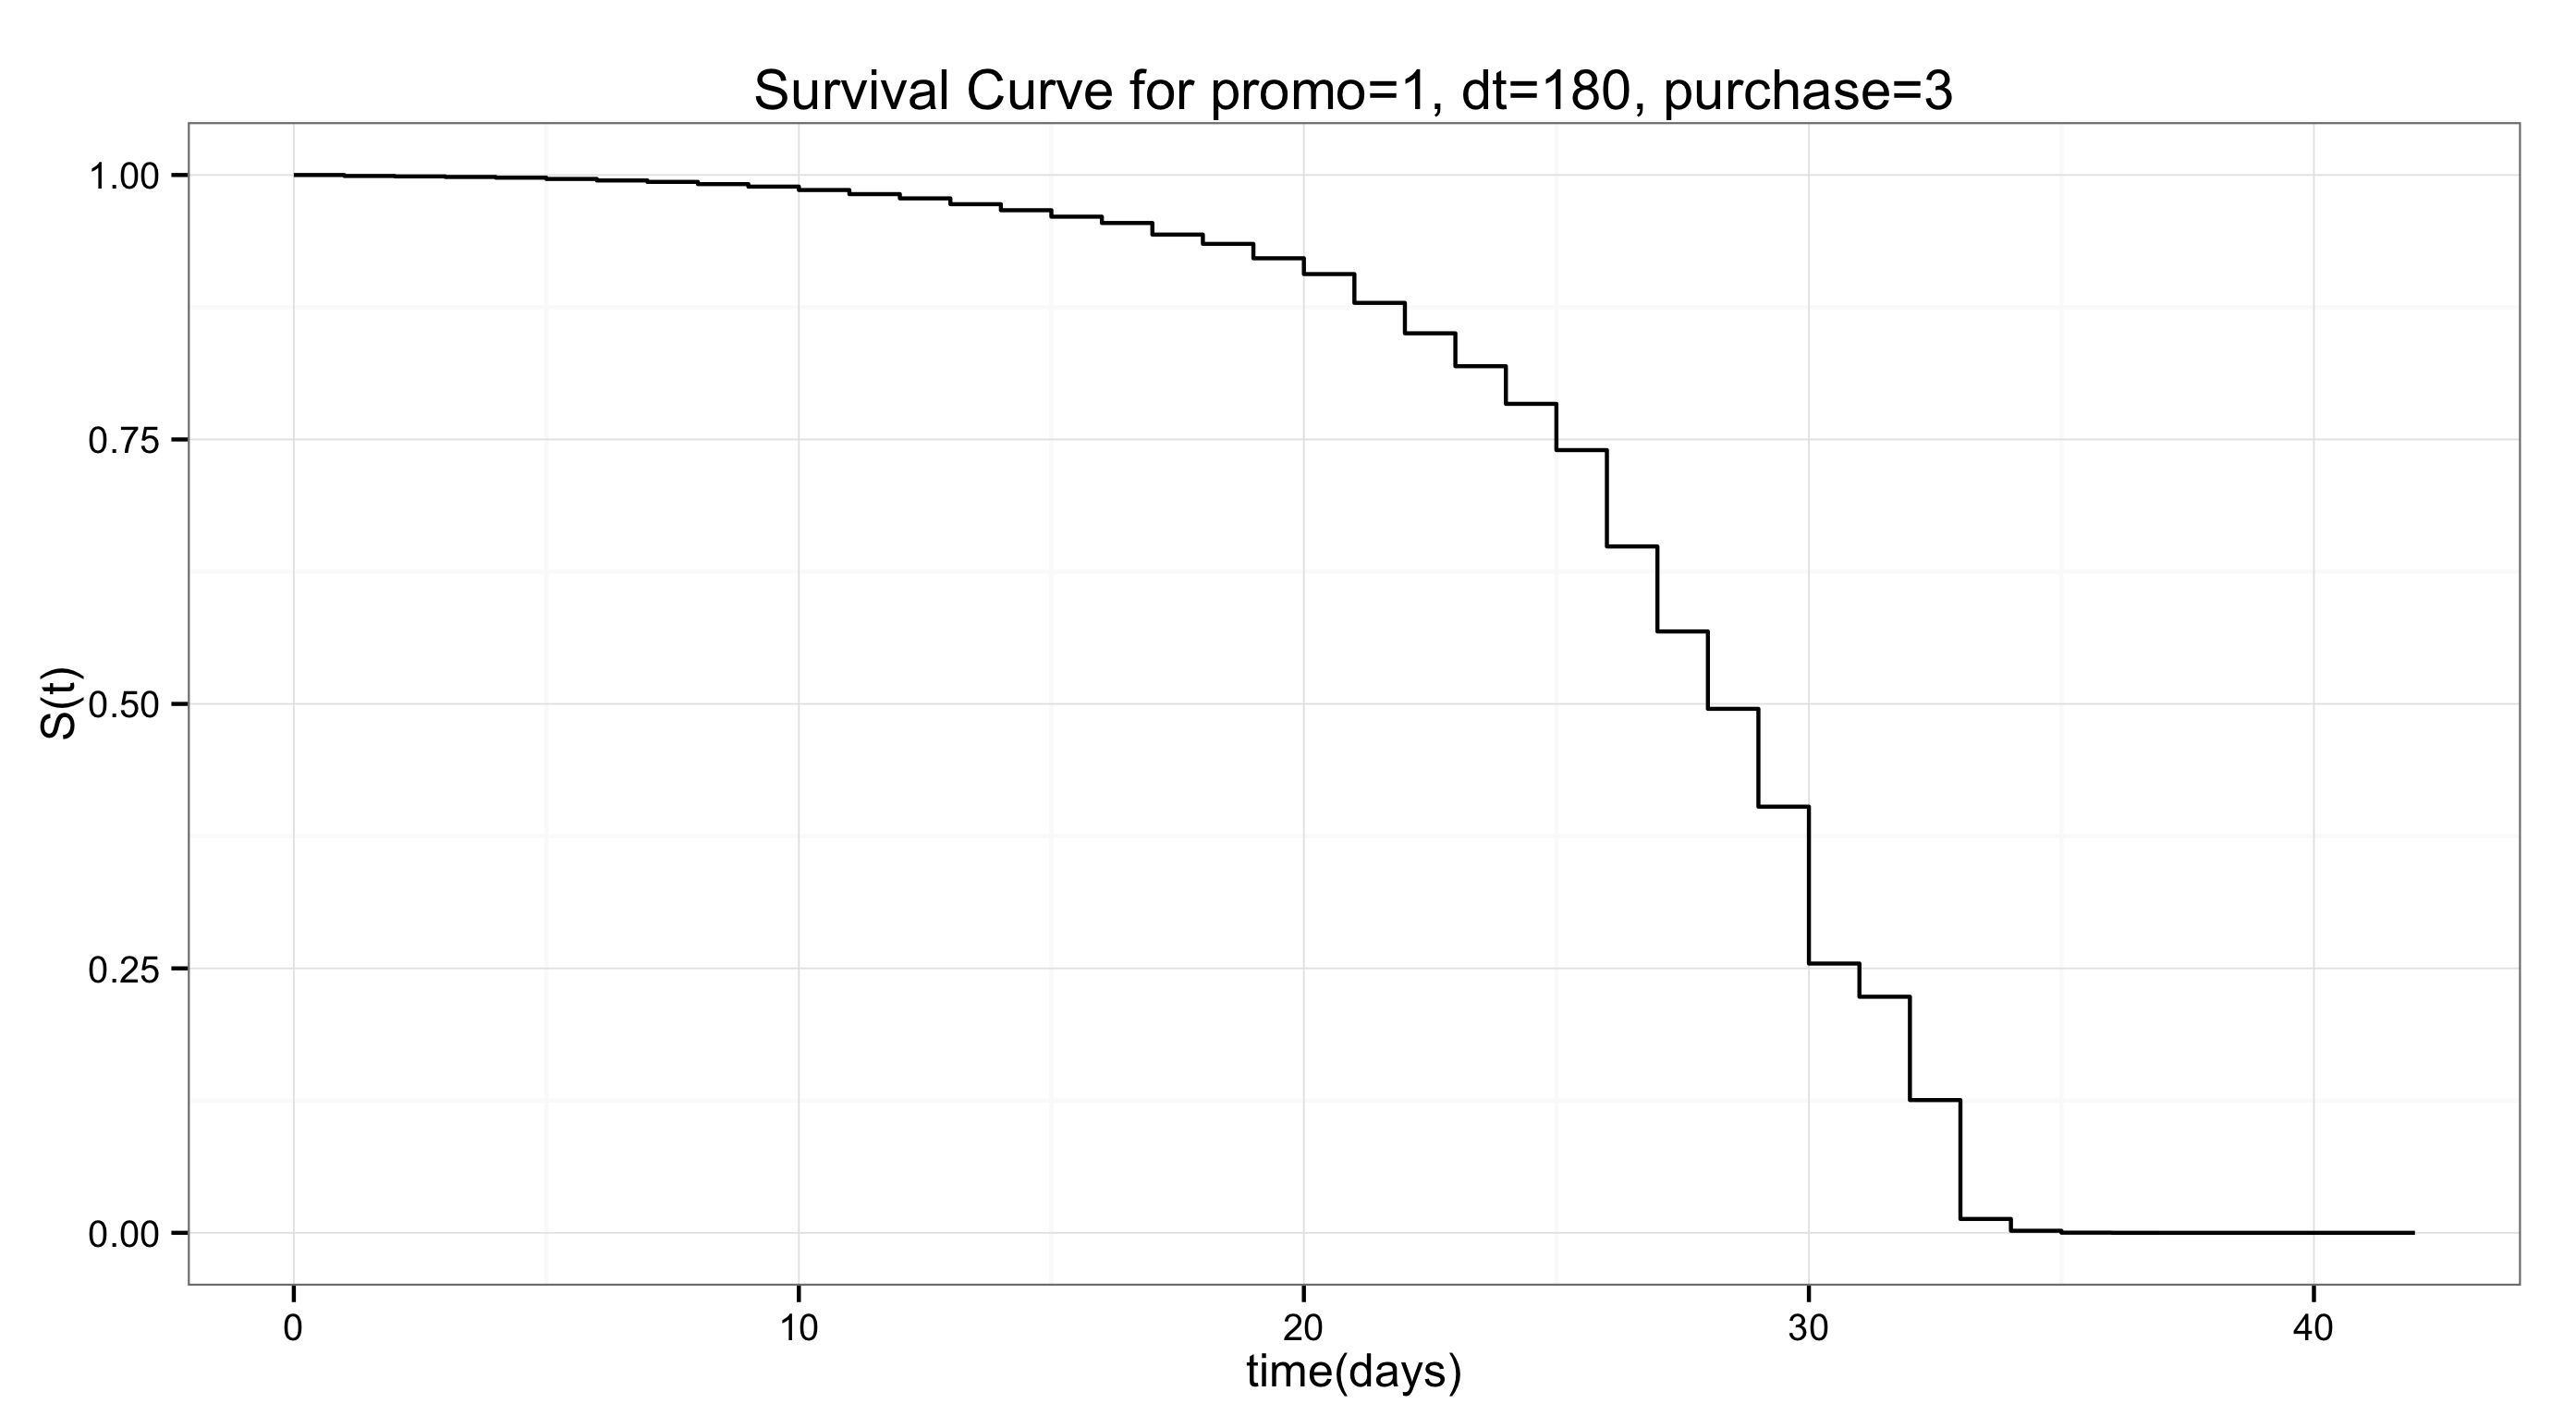 Survival Curve for promo=1, dt=180, purchase=3
1.00
0.75
0.50
0.25
0.00
S(t)
0 10 20 30 40
time(days)